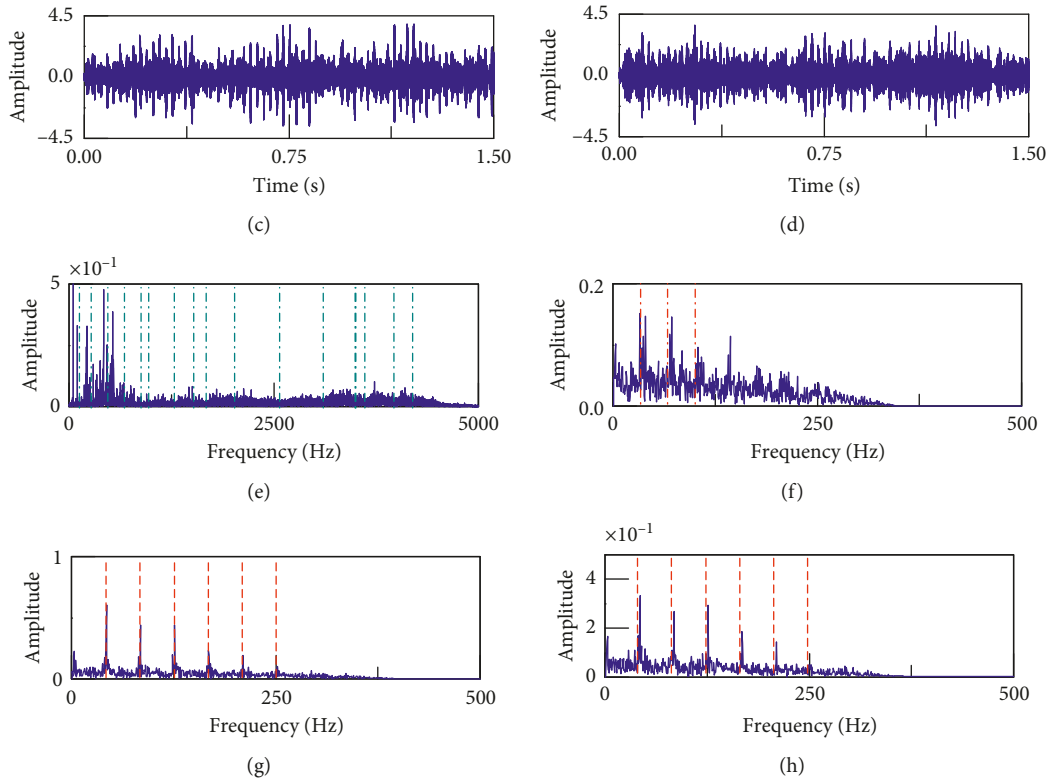 4.5
0.0
−4.5
Amplitude
0.00
0.75
1.50
Time (s)
(c)
4.5
0.0
−4.5
Amplitude
0.00
0.75
1.50
Time (s)
(d)
×10⁻¹
5
0
Amplitude
0
2500
5000
Frequency (Hz)
(e)
0.2
0.0
Amplitude
0
250
500
Frequency (Hz)
(f)
1
0
Amplitude
0
250
500
Frequency (Hz)
(g)
×10⁻¹
4
2
0
Amplitude
0
250
500
Frequency (Hz)
(h)